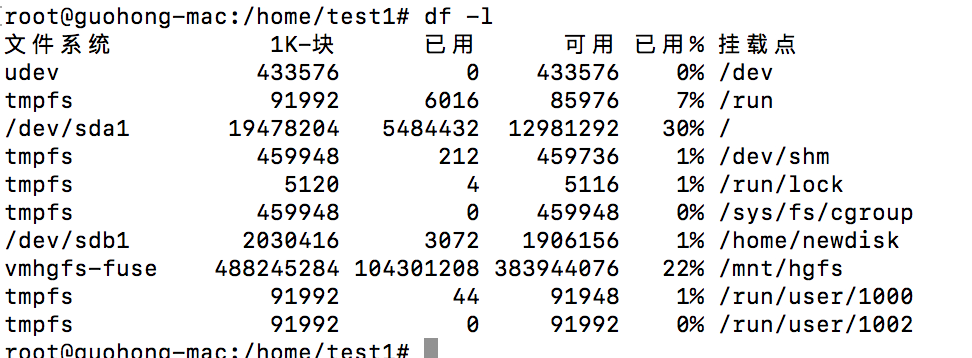 root@guohong-mac:/home/test1# df -l
文件系统 1K-块 已用 可用 已用% 挂载点
udev 433576 0 433576 0% /dev
tmpfs 91992 6016 85976 7% /run
/dev/sda1 19478204 5484432 12981292 30% /
tmpfs 459948 212 459736 1% /dev/shm
tmpfs 5120 4 5116 1% /run/lock
tmpfs 459948 0 459948 0% /sys/fs/cgroup
/dev/sdb1 2030416 3072 1906156 1% /home/newdisk
vmhgfs-fuse 488245284 104301208 383944076 22% /mnt/hgfs
tmpfs 91992 44 91948 1% /run/user/1000
tmpfs 91992 0 91992 0% /run/user/1002
root@guohong-mac:/home/test1#